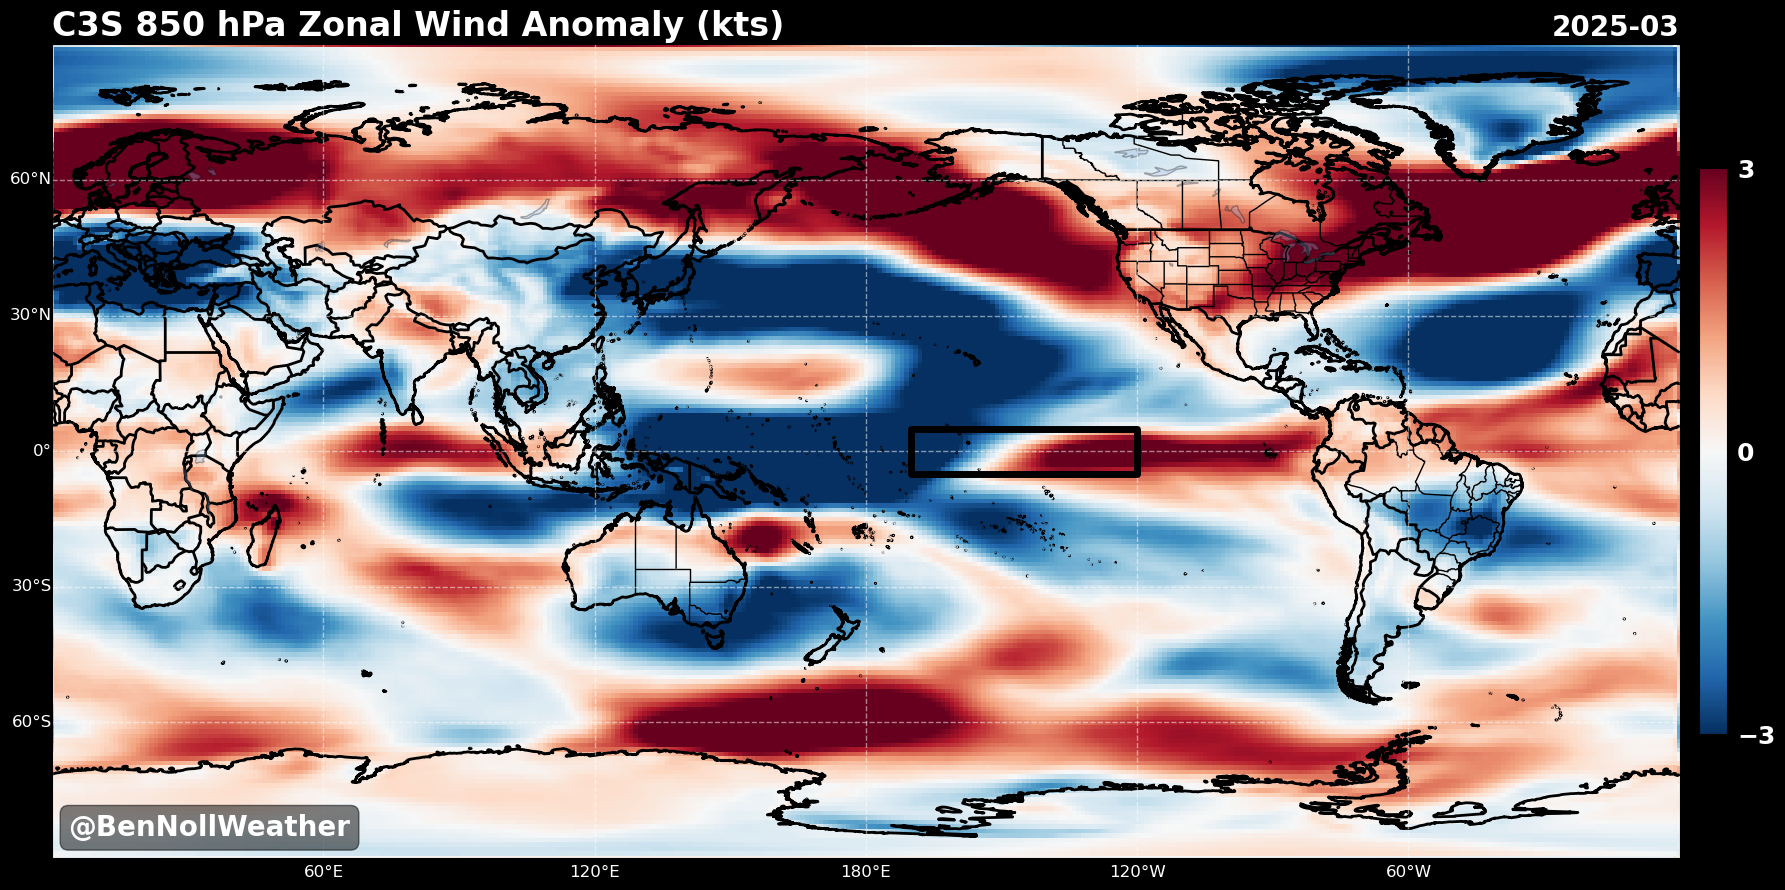 C3S 850 hPa Zonal Wind Anomaly (kts)
2025-03
60°N
30°N
0°
30°S
60°S
60°E
120°E
180°E
120°W
60°W
3
0
−3
@BenNollWeather